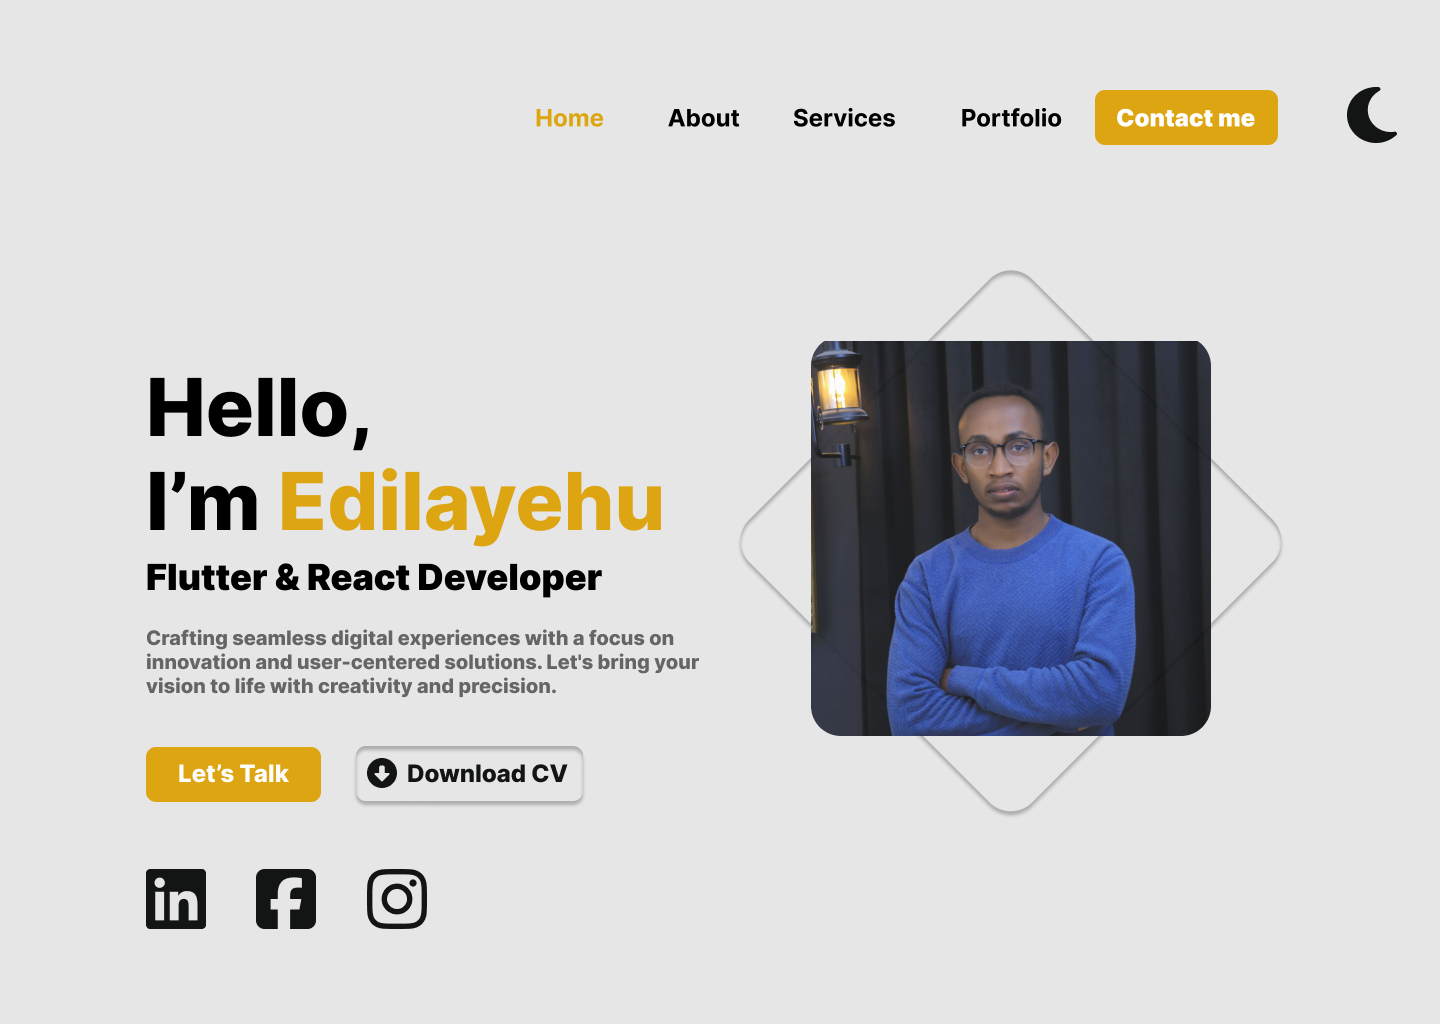 Home About Services Portfolio Contact me
Hello,
I’m Edilayehu
Flutter & React Developer
Crafting seamless digital experiences with a focus on
innovation and user-centered solutions. Let's bring your
vision to life with creativity and precision.
Let’s Talk Download CV
in